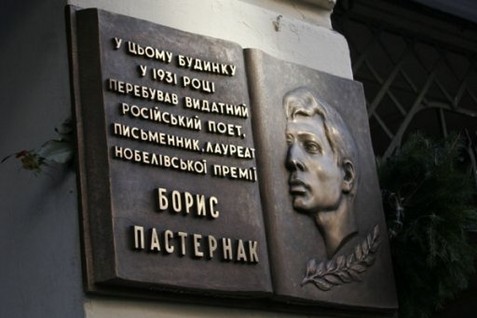 У ЦЬОМУ БУДИНКУ
У 1931 РОЦІ
ПЕРЕБУВАВ ВИДАТНИЙ
РОСІЙСЬКИЙ ПОЕТ,
ПИСЬМЕННИК, ЛАУРЕАТ
НОБЕЛІВСЬКОЇ ПРЕМІЇ
БОРИС
ПАСТЕРНАК